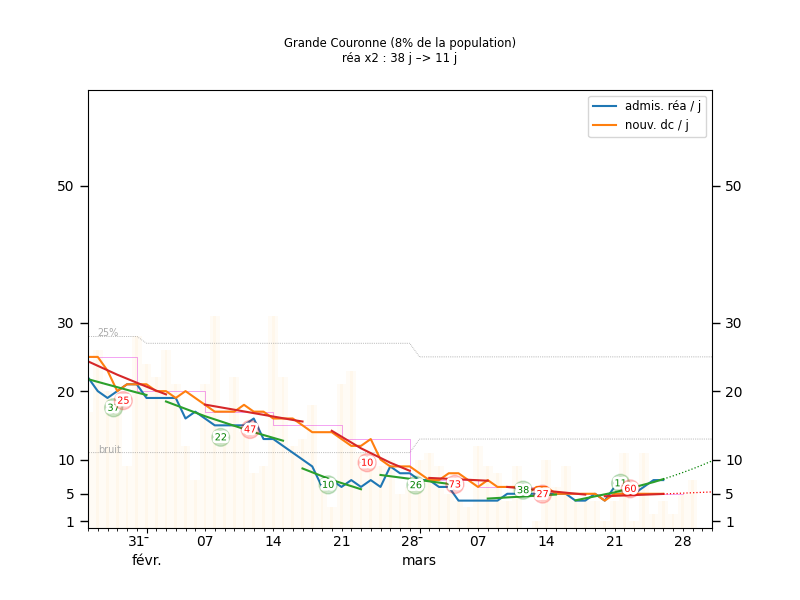 Grande Couronne (8% de la population)
réa x2 : 38 j –> 11 j
admis. réa / j
nouv. dc / j
50 50
30 30
25%
20 20
37 25
22 47
bruit
10 10
10
10 26 73 38 27 11 60
5 5
1 1
31 07 14 21 28 07 14 21 28
févr. mars